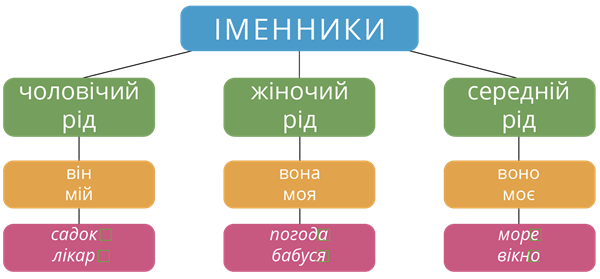 ІМЕННИКИ
чоловічий
рід
жіночий
рід
середній
рід
він
мій
вона
моя
воно
моє
садок
лікар
погода
бабуся
море
вікно